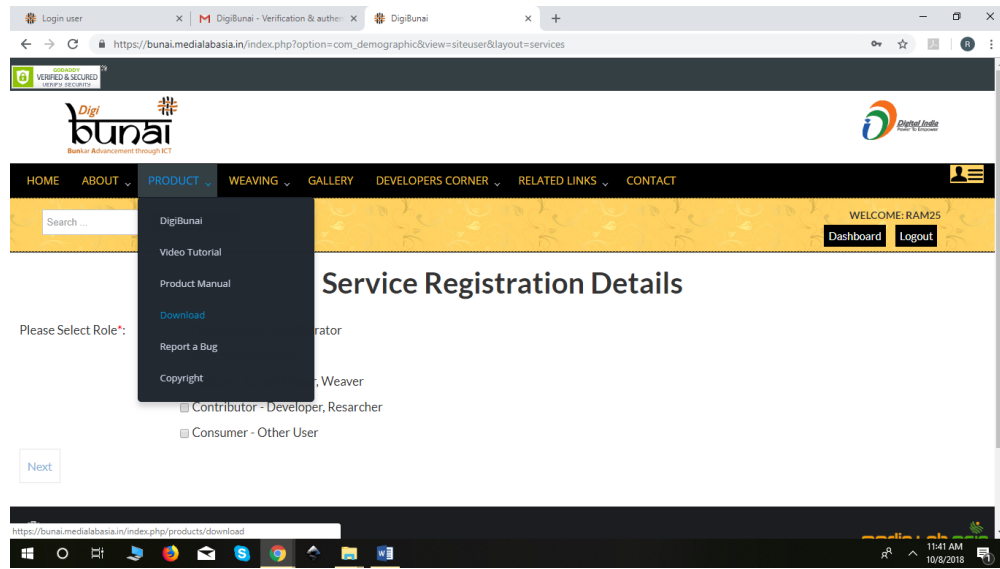 Login user
DigiBunai - Verification & authen
DigiBunai
https://bunai.medialabasia.in/index.php?option=com_demographic&view=siteuser&layout=services
R
GODADDY
VERIFIED & SECURED
VERIFY SECURITY
Digi
bunai
Bunkar Advancement through ICT
Digital India
Power To Empower
HOME ABOUT PRODUCT WEAVING GALLERY DEVELOPERS CORNER RELATED LINKS CONTACT
Search ...
WELCOME: RAM25
Dashboard Logout
DigiBunai
Video Tutorial
Product Manual
Download
Report a Bug
Copyright
Service Registration Details
Please Select Role*:
rator
, Weaver
Contributor - Developer, Resarcher
Consumer - Other User
Next
https://bunai.medialabasia.in/index.php/products/download
11:41 AM
10/8/2018